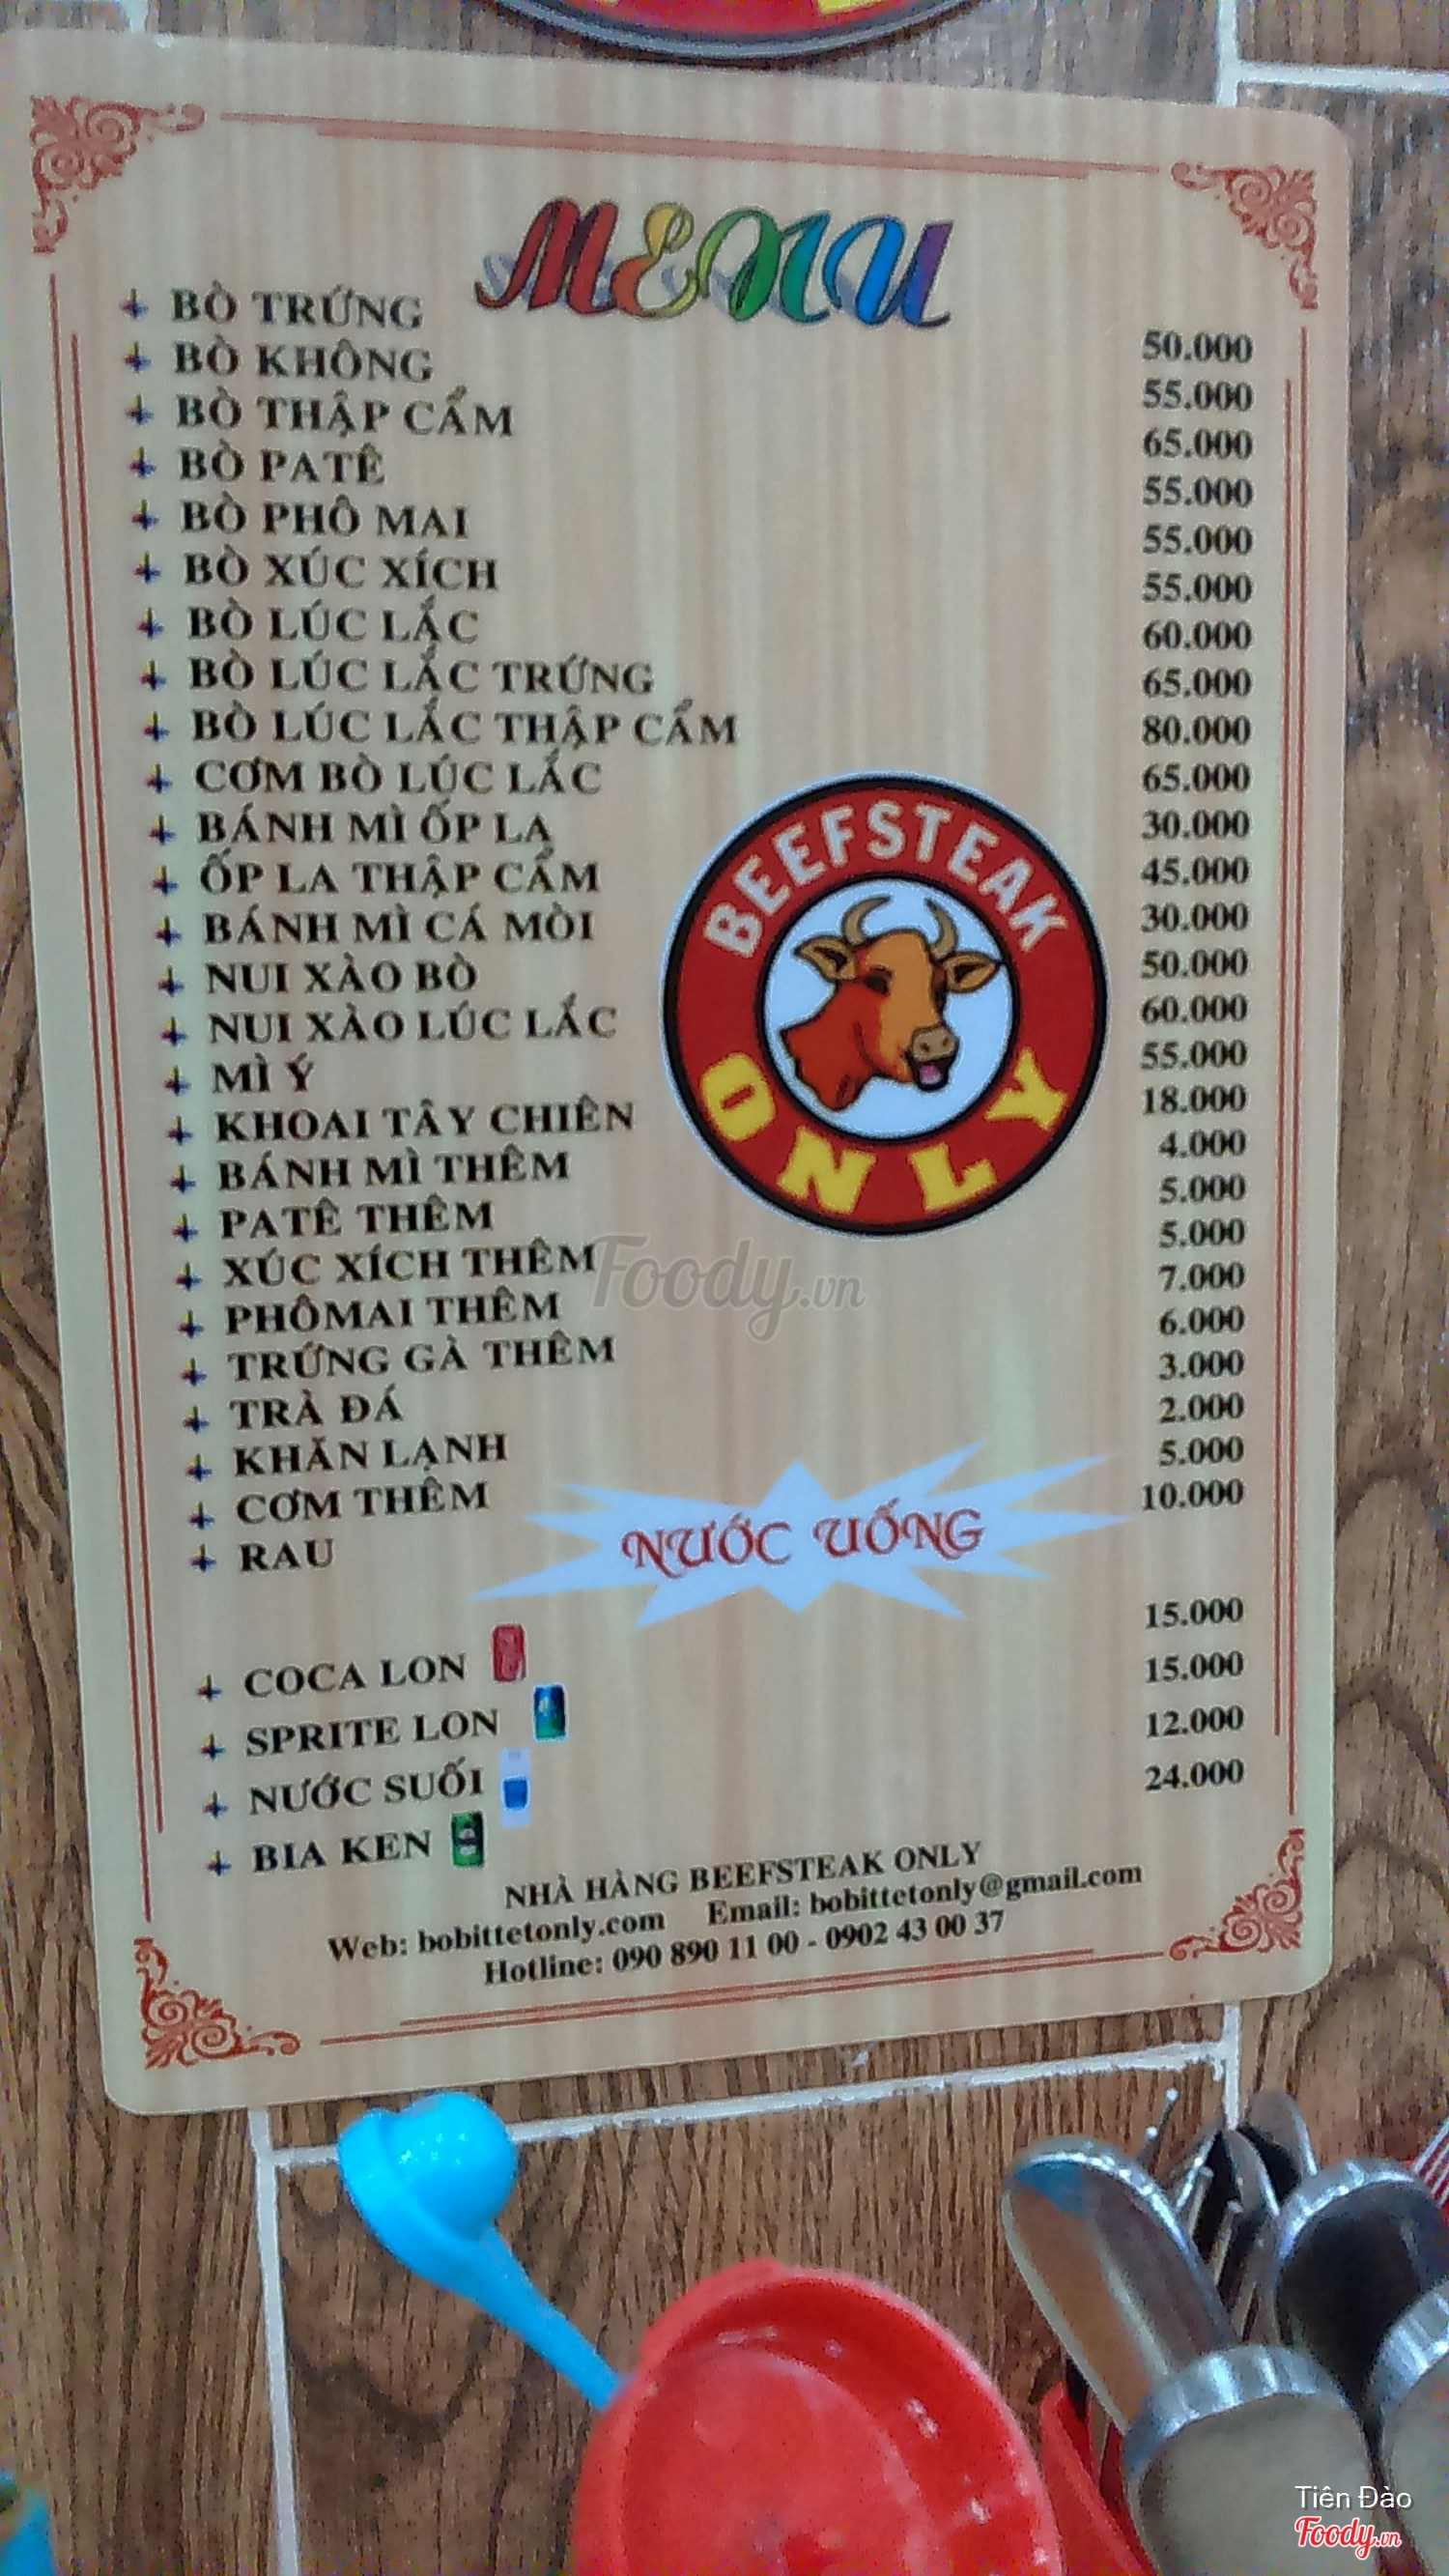 MENU
BÒ TRỨNG 50.000
BÒ KHÔNG 55.000
BÒ THẬP CẨM 65.000
BÒ PATÊ 55.000
BÒ PHÔ MAI 55.000
BÒ XÚC XÍCH 55.000
BÒ LÚC LẮC 60.000
BÒ LÚC LẮC TRỨNG 65.000
BÒ LÚC LẮC THẬP CẨM 80.000
CƠM BÒ LÚC LẮC 65.000
BÁNH MÌ ỐP LA 30.000
ỐP LA THẬP CẨM 45.000
BÁNH MÌ CÁ MÒI 30.000
NUI XÀO BÒ 50.000
NUI XÀO LÚC LẮC 60.000
MÌ Ý 55.000
KHOAI TÂY CHIÊN 18.000
BÁNH MÌ THÊM 4.000
PATÊ THÊM 5.000
XÚC XÍCH THÊM 5.000
PHÔMAI THÊM 7.000
TRỨNG GÀ THÊM 6.000
TRÀ ĐÁ 3.000
KHĂN LẠNH 2.000
CƠM THÊM 5.000
RAU 10.000
BEEFSTEAK
ONLY
Foody.vn
NƯỚC UỐNG
COCA LON 15.000
SPRITE LON 15.000
NƯỚC SUỐI 12.000
BIA KEN 24.000
NHÀ HÀNG BEEFSTEAK ONLY
Web: bobittetonly.com Email: bobittetonly@gmail.com
Hotline: 090 890 11 00 - 0902 43 00 37
Tiên Đào
Foody.vn